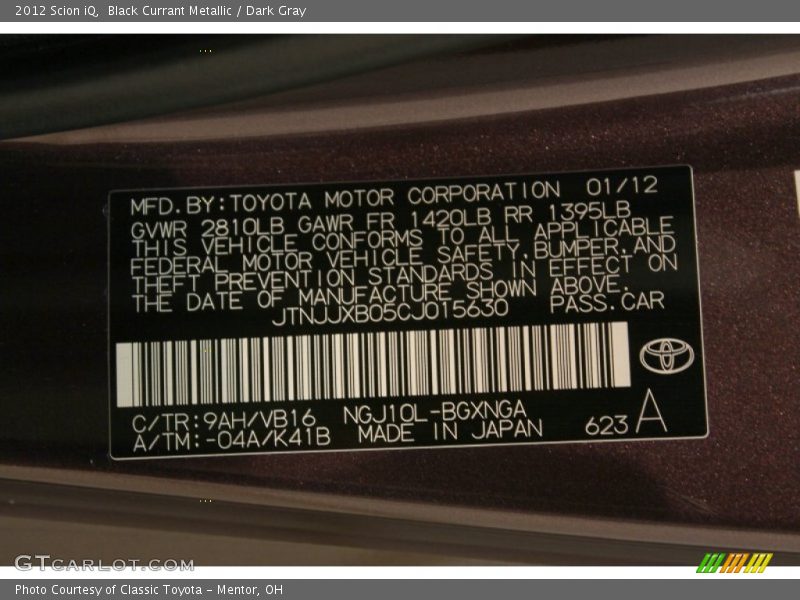 2012 Scion iQ,  Black Currant Metallic / Dark Gray
MFD.BY:TOYOTA MOTOR CORPORATION 01/12
GVWR 2810LB GAWR FR 1420LB RR 1395LB
THIS VEHICLE CONFORMS TO ALL APPLICABLE
FEDERAL MOTOR VEHICLE SAFETY,BUMPER,AND
THEFT PREVENTION STANDARDS IN EFFECT ON
THE DATE OF MANUFACTURE SHOWN ABOVE.
JTNJJXB05CJ015630 PASS.CAR
C/TR:9AH/VB16 NGJ10L-BGXNGA
A/TM:-04A/K41B MADE IN JAPAN 623 A
GTCARLOT.COM
Photo Courtesy of Classic Toyota - Mentor, OH